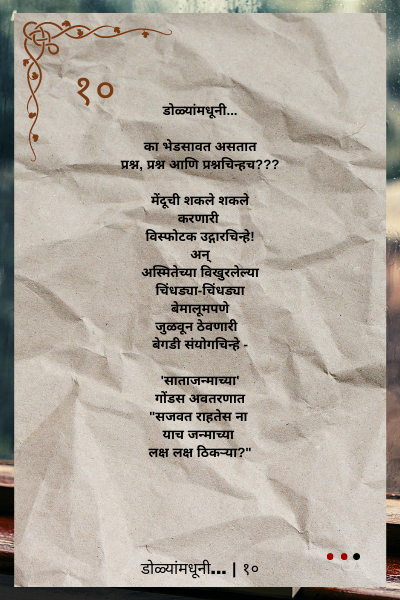 १०
डोळ्यांमधूनी...
का भेडसावत असतात
प्रश्न, प्रश्न आणि प्रश्नचिन्हच???
मेंदूची शकले शकले
करणारी
विस्फोटक उद्गारचिन्हे!
अन्
अस्मितेच्या विखुरलेल्या
चिंधड्या-चिंधड्या
बेमालूमपणे
जुळवून ठेवणारी
बेगडी संयोगचिन्हे -
'साताजन्माच्या'
गोंडस अवतरणात
"सजवत राहतेस ना
याच जन्माच्या
लक्ष लक्ष ठिकऱ्या?"
डोळ्यांमधूनी... | १०